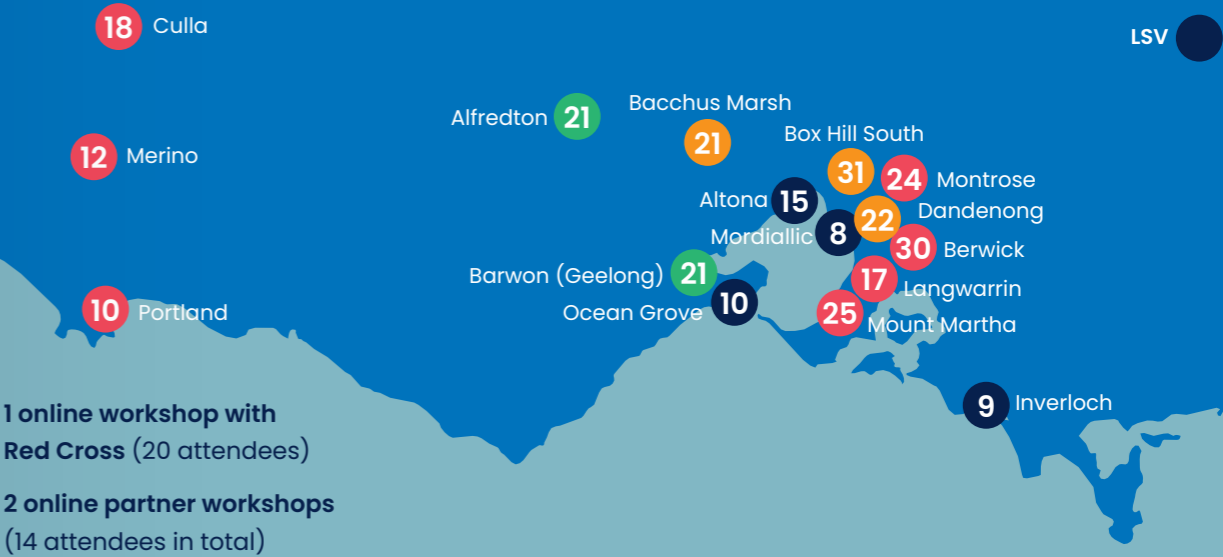 18 Culla
LSV
Alfredton 21
Bacchus Marsh
21
Box Hill South
31
24 Montrose
12 Merino
Altona 15
22 Dandenong
Mordiallic 8
30 Berwick
Barwon (Geelong) 21
17 Langwarrin
Ocean Grove 10
10 Portland
25 Mount Martha
9 Inverloch
1 online workshop with
Red Cross (20 attendees)
2 online partner workshops
(14 attendees in total)